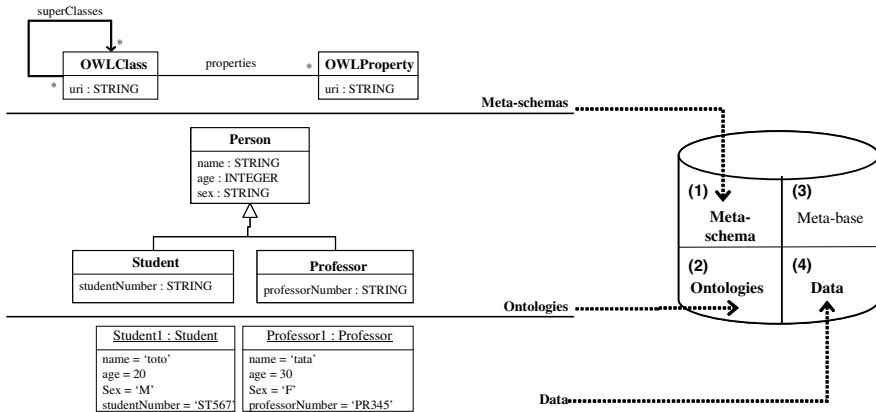 superClasses
*
OWLClass
properties
*
OWLProperty
*
uri : STRING
uri : STRING
Meta-schemas
Person
name : STRING
age : INTEGER
sex : STRING
(1)
(3)
Meta-
schema
Meta-base
Student
studentNumber : STRING
Professor
professorNumber : STRING
(2)
(4)
Ontologies
Data
Ontologies
Student1 : Student
name = ‘toto’
age = 20
Sex = ‘M’
studentNumber = ‘ST567’
Professor1 : Professor
name = ‘tata’
age = 30
Sex = ‘F’
professorNumber = ‘PR345’
Data